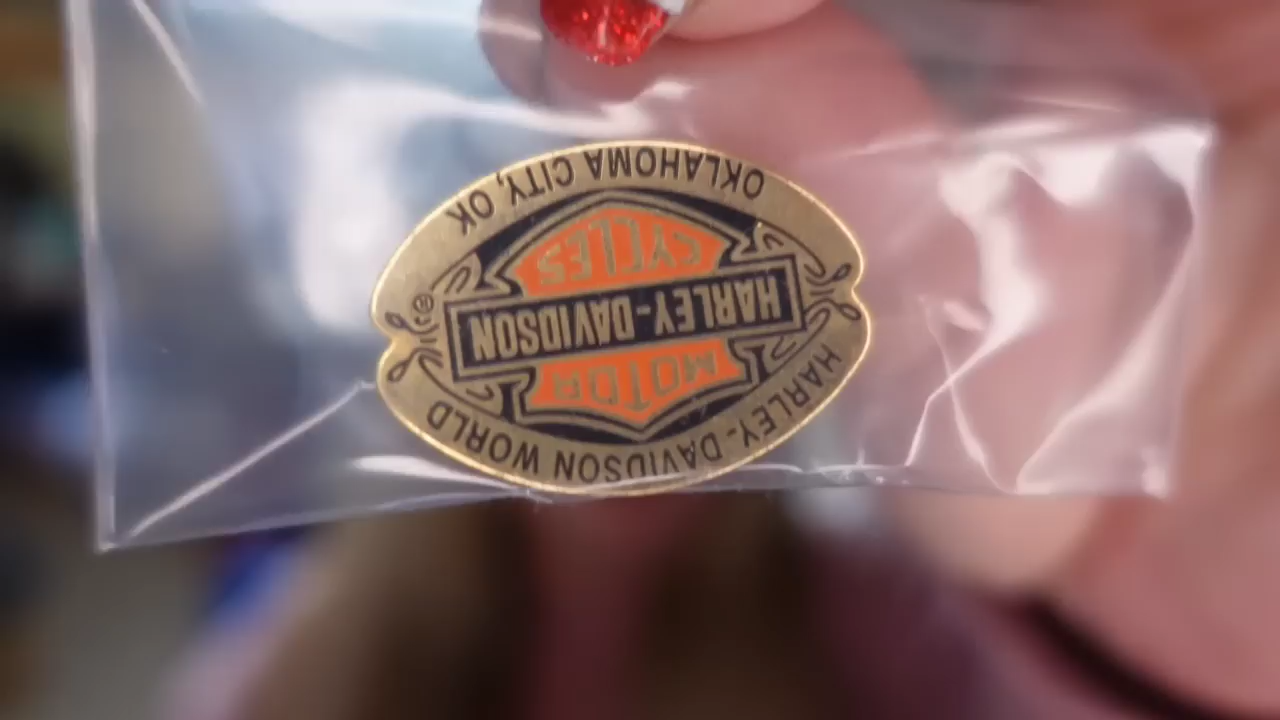 HARLEY-DAVIDSON WORLD
MOTOR
HARLEY-DAVIDSON
CYCLES
®
OKLAHOMA CITY, OK